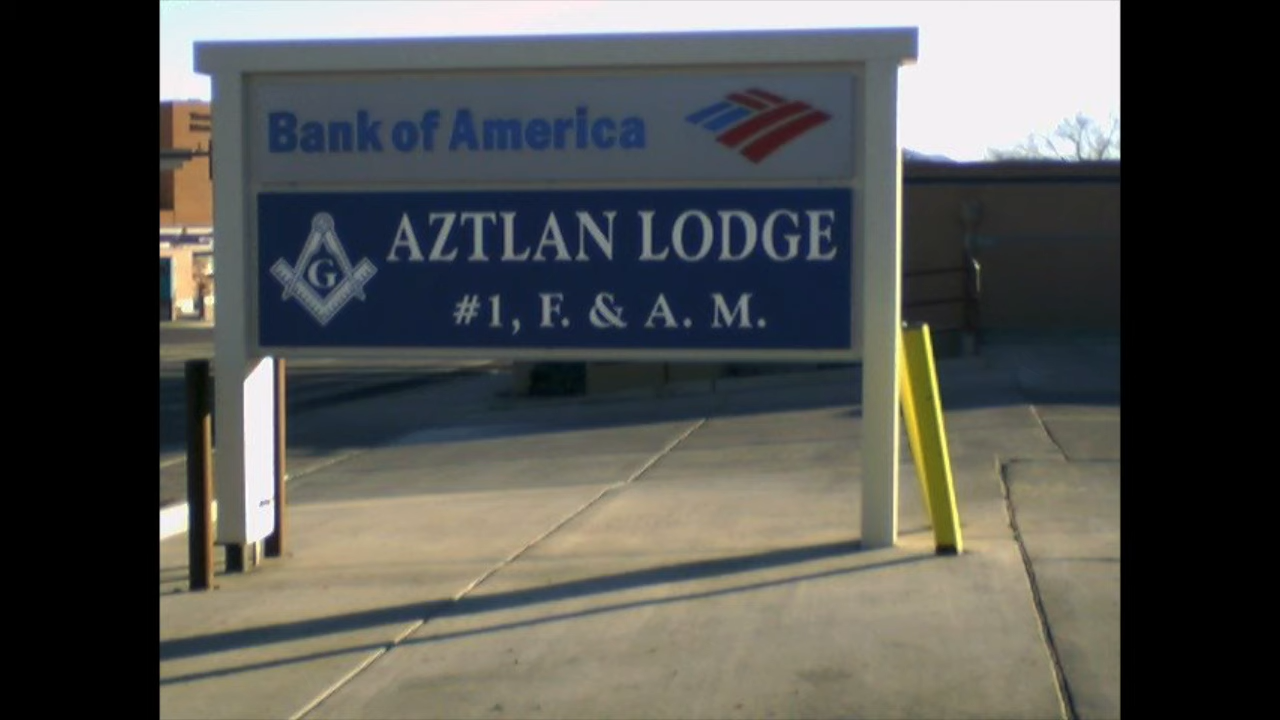 Bank of America
G
AZTLAN LODGE
#1, F. & A. M.